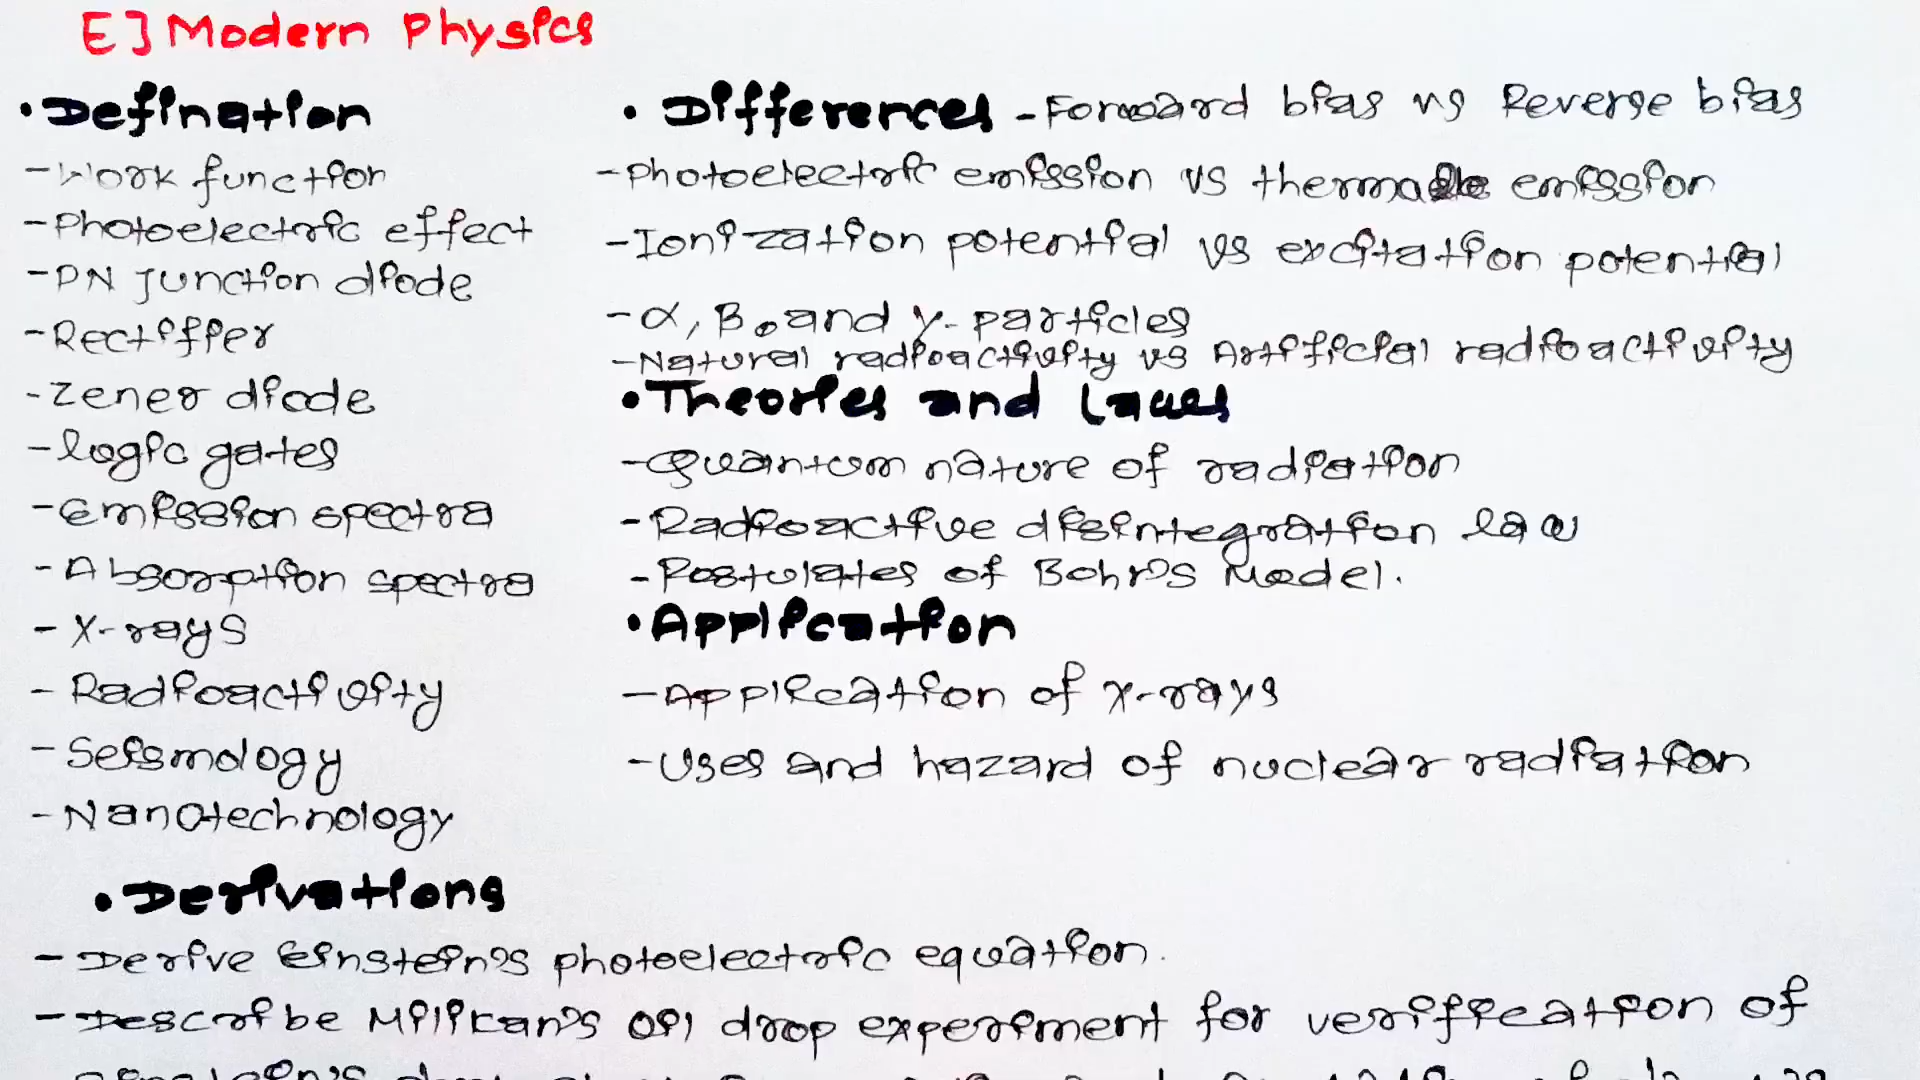 E] Modern Physics
• Defination
- Work function
- Photoelectric effect
- PN Junction diode
- Rectifier
- Zener diode
- logic gates
- Emission spectra
- Absorption spectra
- X-rays
- Radioactivity
- Seismology
- Nanotechnology
• Differences - Forward bias vs Reverse bias
- Photoelectric emission vs emission
- Ionization potential vs excitation potential
- α, B, and γ- particles
- Natural radioactivity vs Artificial radioactivity
• Theories and Laws
- Quantum nature of radiation
- Radioactive disintegration law
- Postulates of Bohr's Model.
• Application
- Application of X-rays
- Uses and hazard of nuclear radiation
• Derivations
- Derive Einstein's photoelectric equation.
- Describe Milikan's oil drop experiment for verification of